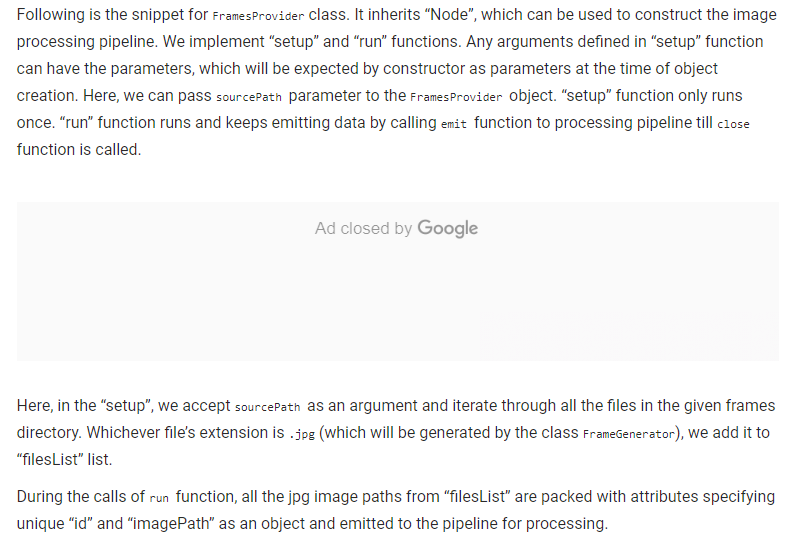 Following is the snippet for FramesProvider class. It inherits “Node”, which can be used to construct the image
processing pipeline. We implement “setup” and “run” functions. Any arguments defined in “setup” function
can have the parameters, which will be expected by constructor as parameters at the time of object
creation. Here, we can pass sourcePath parameter to the FramesProvider object. “setup” function only runs
once. “run” function runs and keeps emitting data by calling emit function to processing pipeline till close
function is called.
Ad closed by Google
Here, in the “setup”, we accept sourcePath as an argument and iterate through all the files in the given frames
directory. Whichever file’s extension is .jpg (which will be generated by the class FrameGenerator), we add it to
“filesList” list.
During the calls of run function, all the jpg image paths from “filesList” are packed with attributes specifying
unique “id” and “imagePath” as an object and emitted to the pipeline for processing.